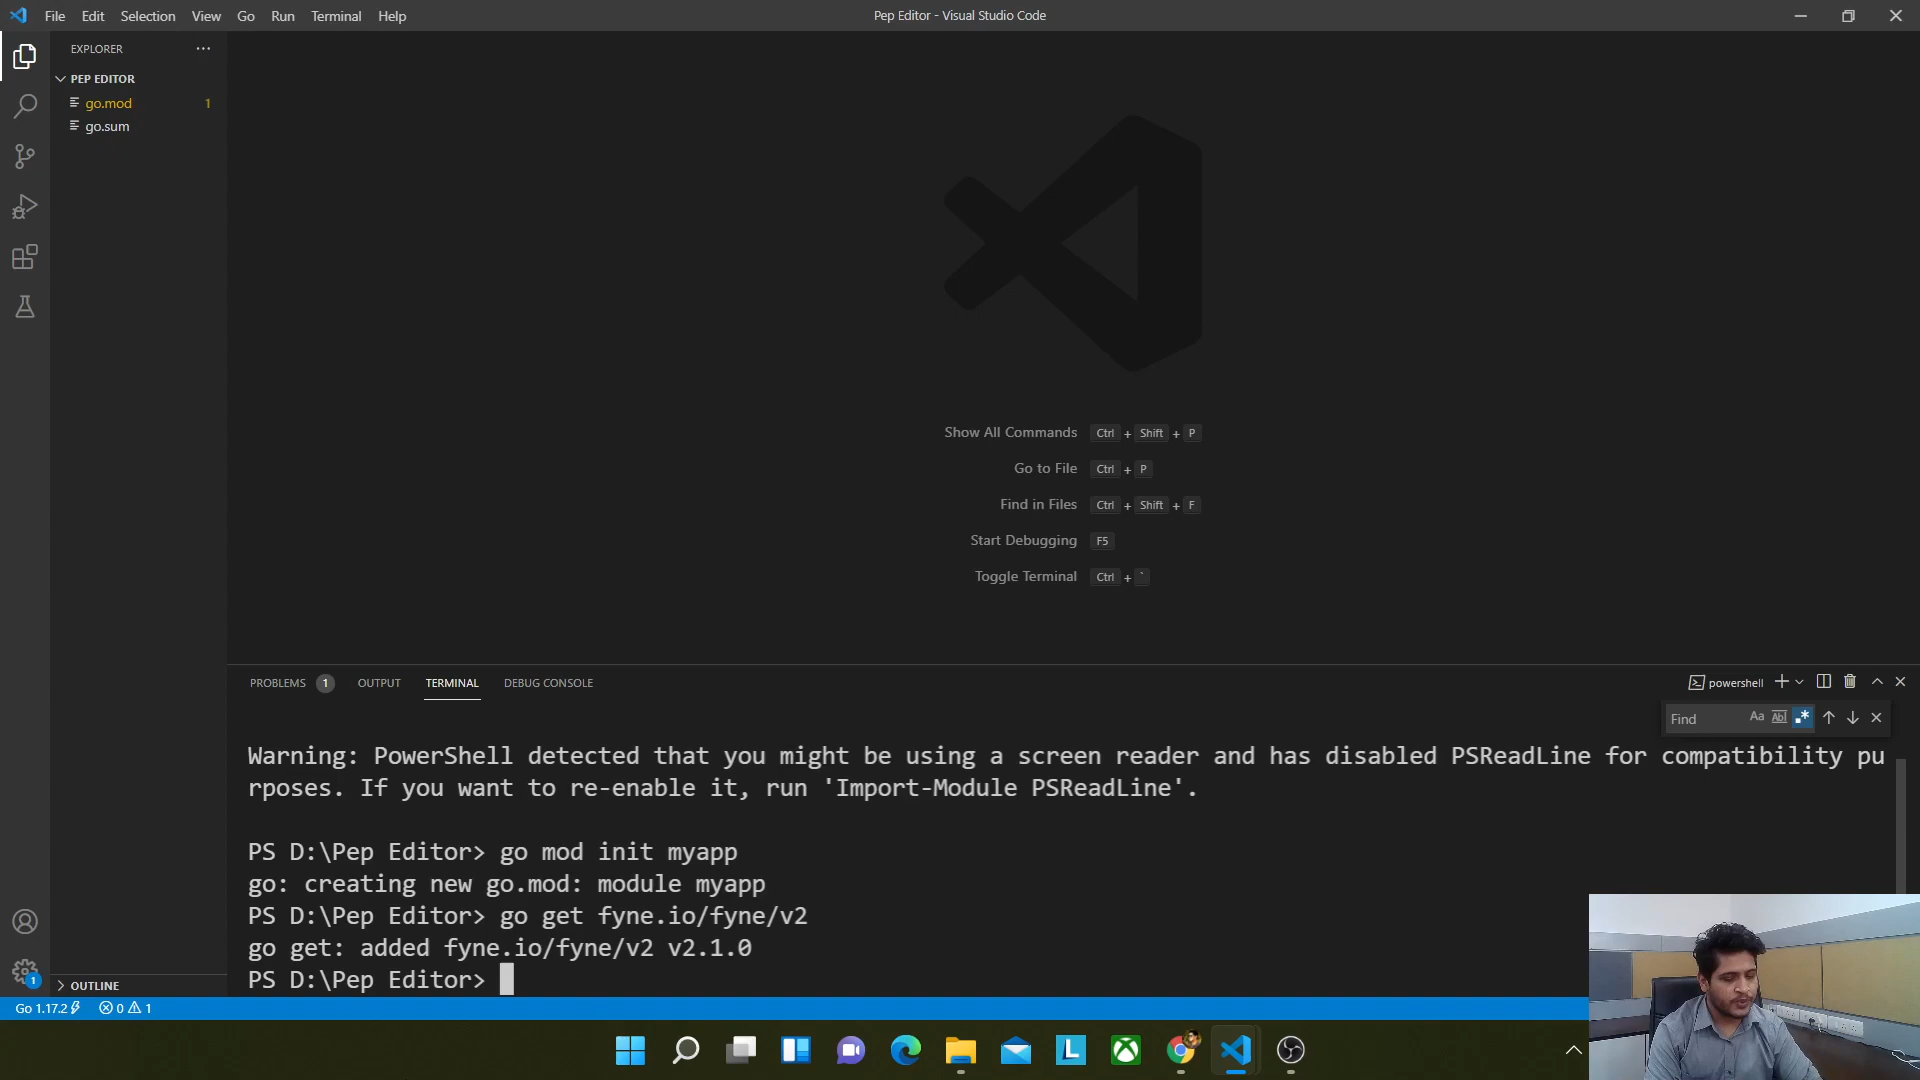 File Edit Selection View Go Run Terminal Help
Pep Editor - Visual Studio Code
EXPLORER ···
PEP EDITOR
go.mod 1
go.sum
Show All Commands Ctrl + Shift + P
Go to File Ctrl + P
Find in Files Ctrl + Shift + F
Start Debugging F5
Toggle Terminal Ctrl + `
PROBLEMS 1 OUTPUT TERMINAL DEBUG CONSOLE
powershell
Find Aa Abl .*
Warning: PowerShell detected that you might be using a screen reader and has disabled PSReadLine for compatibility pu
rposes. If you want to re-enable it, run 'Import-Module PSReadLine'.
PS D:\Pep Editor> go mod init myapp
go: creating new go.mod: module myapp
PS D:\Pep Editor> go get fyne.io/fyne/v2
go get: added fyne.io/fyne/v2 v2.1.0
PS D:\Pep Editor>
1
OUTLINE
Go 1.17.2 0 1
L